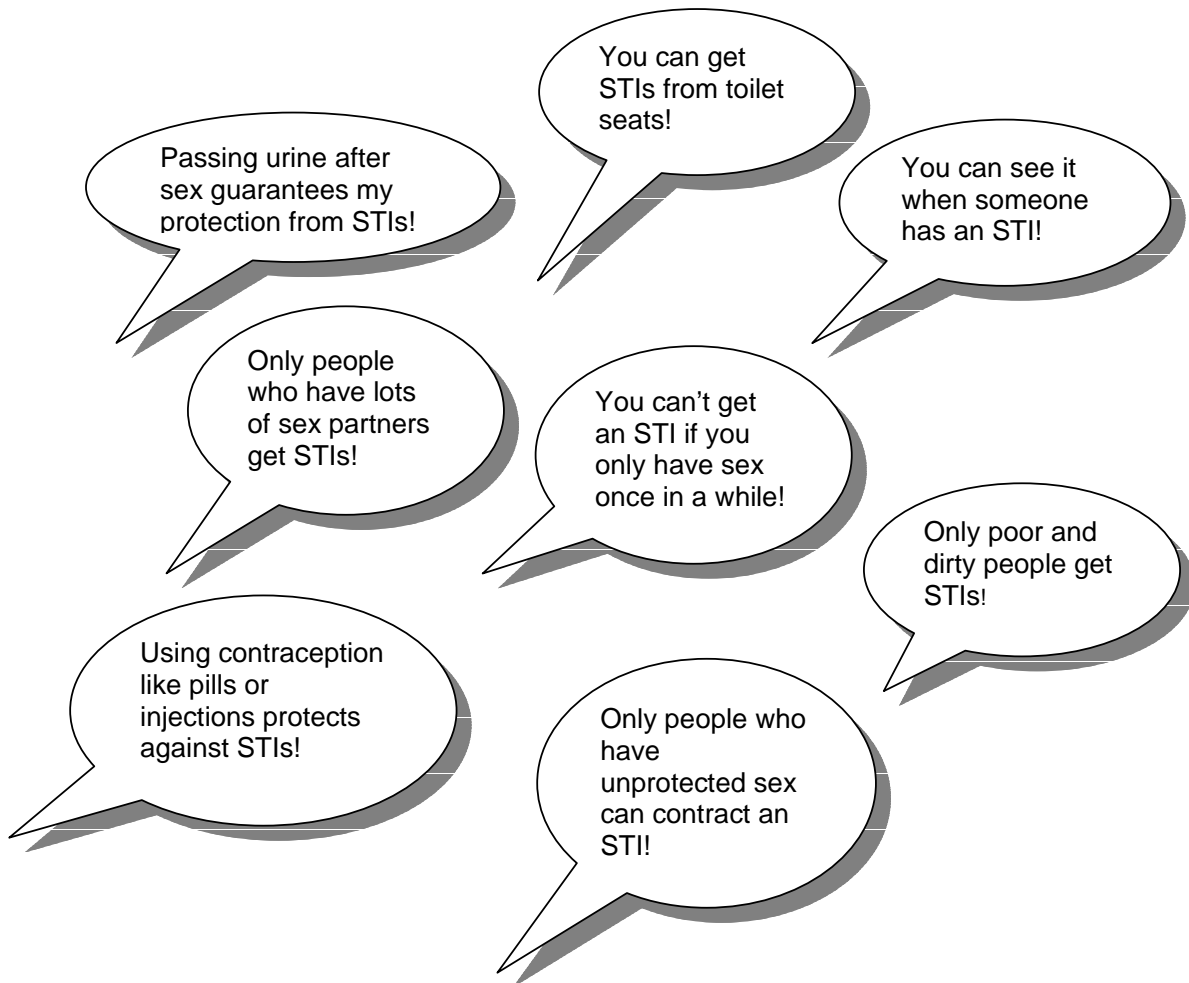 You can get
STIs from toilet
seats!
Passing urine after
sex guarantees my
protection from STIs!
You can see it
when someone
has an STI!
Only people
who have lots
of sex partners
get STIs!
You can’t get
an STI if you
only have sex
once in a while!
Only poor and
dirty people get
STIs!
Using contraception
like pills or
injections protects
against STIs!
Only people who
have
unprotected sex
can contract an
STI!